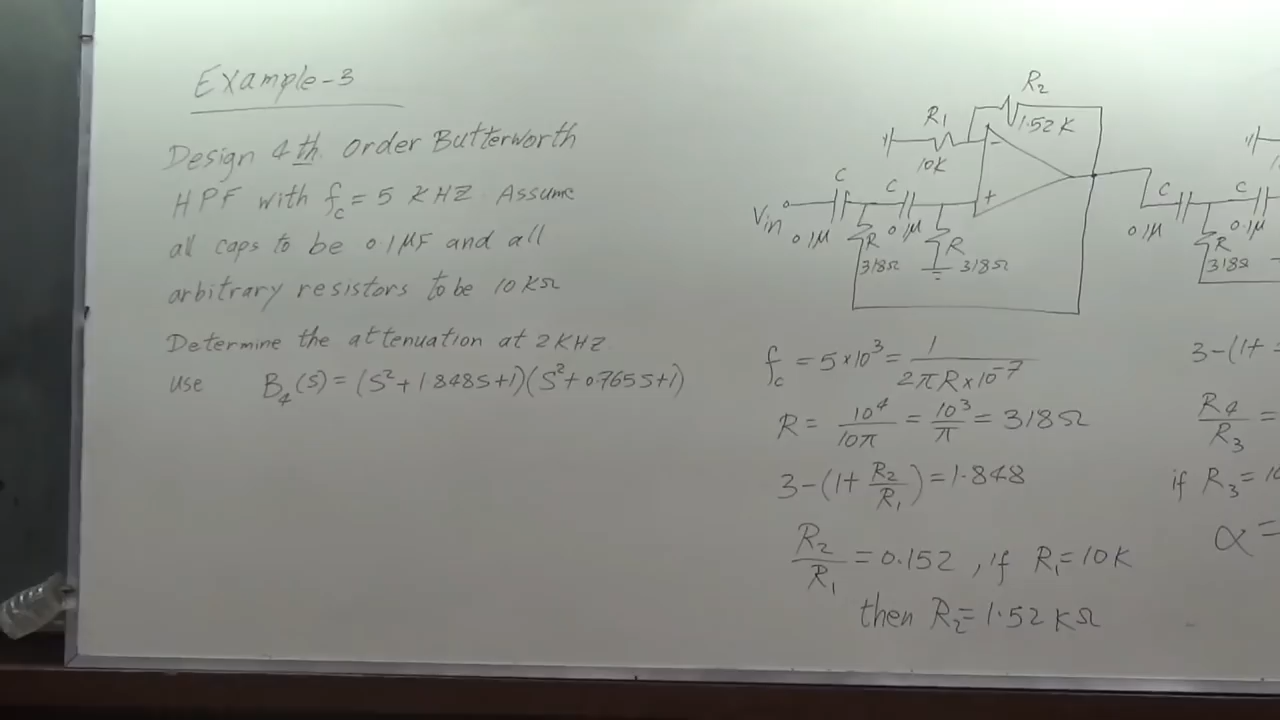 Example-3
Design 4th Order Butterworth
HPF with fc = 5 KHZ. Assume
all caps to be 0.1μF and all
arbitrary resistors to be 10 KΩ
Determine the attenuation at 2 KHZ
use B4(s) = (S²+1.848S+1)(S²+0.765S+1)
R2
R1
1.52 K
10K
-
+
C
C
Vin
0.1μ
0.1μ
R
R
318Ω
318Ω
C
C
0.1μ
0.1μ
R
318Ω
fc = 5×10³ = 1/(2πR×10⁻⁷)
R = 10⁴/10π = 10³/π = 318Ω
3-(1+R2/R1) = 1.848
R2/R1 = 0.152, if R1 = 10K
then R2 = 1.52 KΩ
3-(1+
R4/R3 =
if R3 = 10
α =